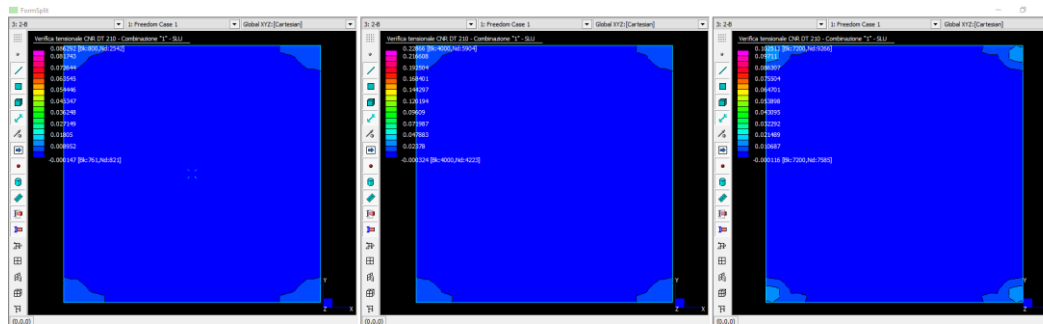 FormSplit
3: 2-B
1: Freedom Case 1
Global XYZ:[Cartesian]
Verifica tensionale CNR DT 210 - Combinazione "1" - SLU
0.086292 [Bk:800,Nd:2542]
0.081743
0.072644
0.063545
0.054446
0.045347
0.036248
0.027149
0.01805
0.008952
-0.000147 [Bk:761,Nd:821]
Y
Z
X
(0,0,0)
3: 2-B
1: Freedom Case 1
Global XYZ:[Cartesian]
Verifica tensionale CNR DT 210 - Combinazione "1" - SLU
[Bk:4000,Nd:5904]
0.216608
0.192504
0.168401
0.144297
0.120194
0.09609
0.071987
0.047883
0.02378
-0.000324 [Bk:4000,Nd:4223]
Y
Z
X
(0,0,0)
3: 2-B
1: Freedom Case 1
Global XYZ:[Cartesian]
Verifica tensionale CNR DT 210 - Combinazione "1" - SLU
[Bk:7200,Nd:9266]
0.09711
0.086307
0.075504
0.064701
0.053898
0.043095
0.032292
0.021489
0.010687
-0.000116 [Bk:7200,Nd:7585]
Y
Z
(0,0,0)